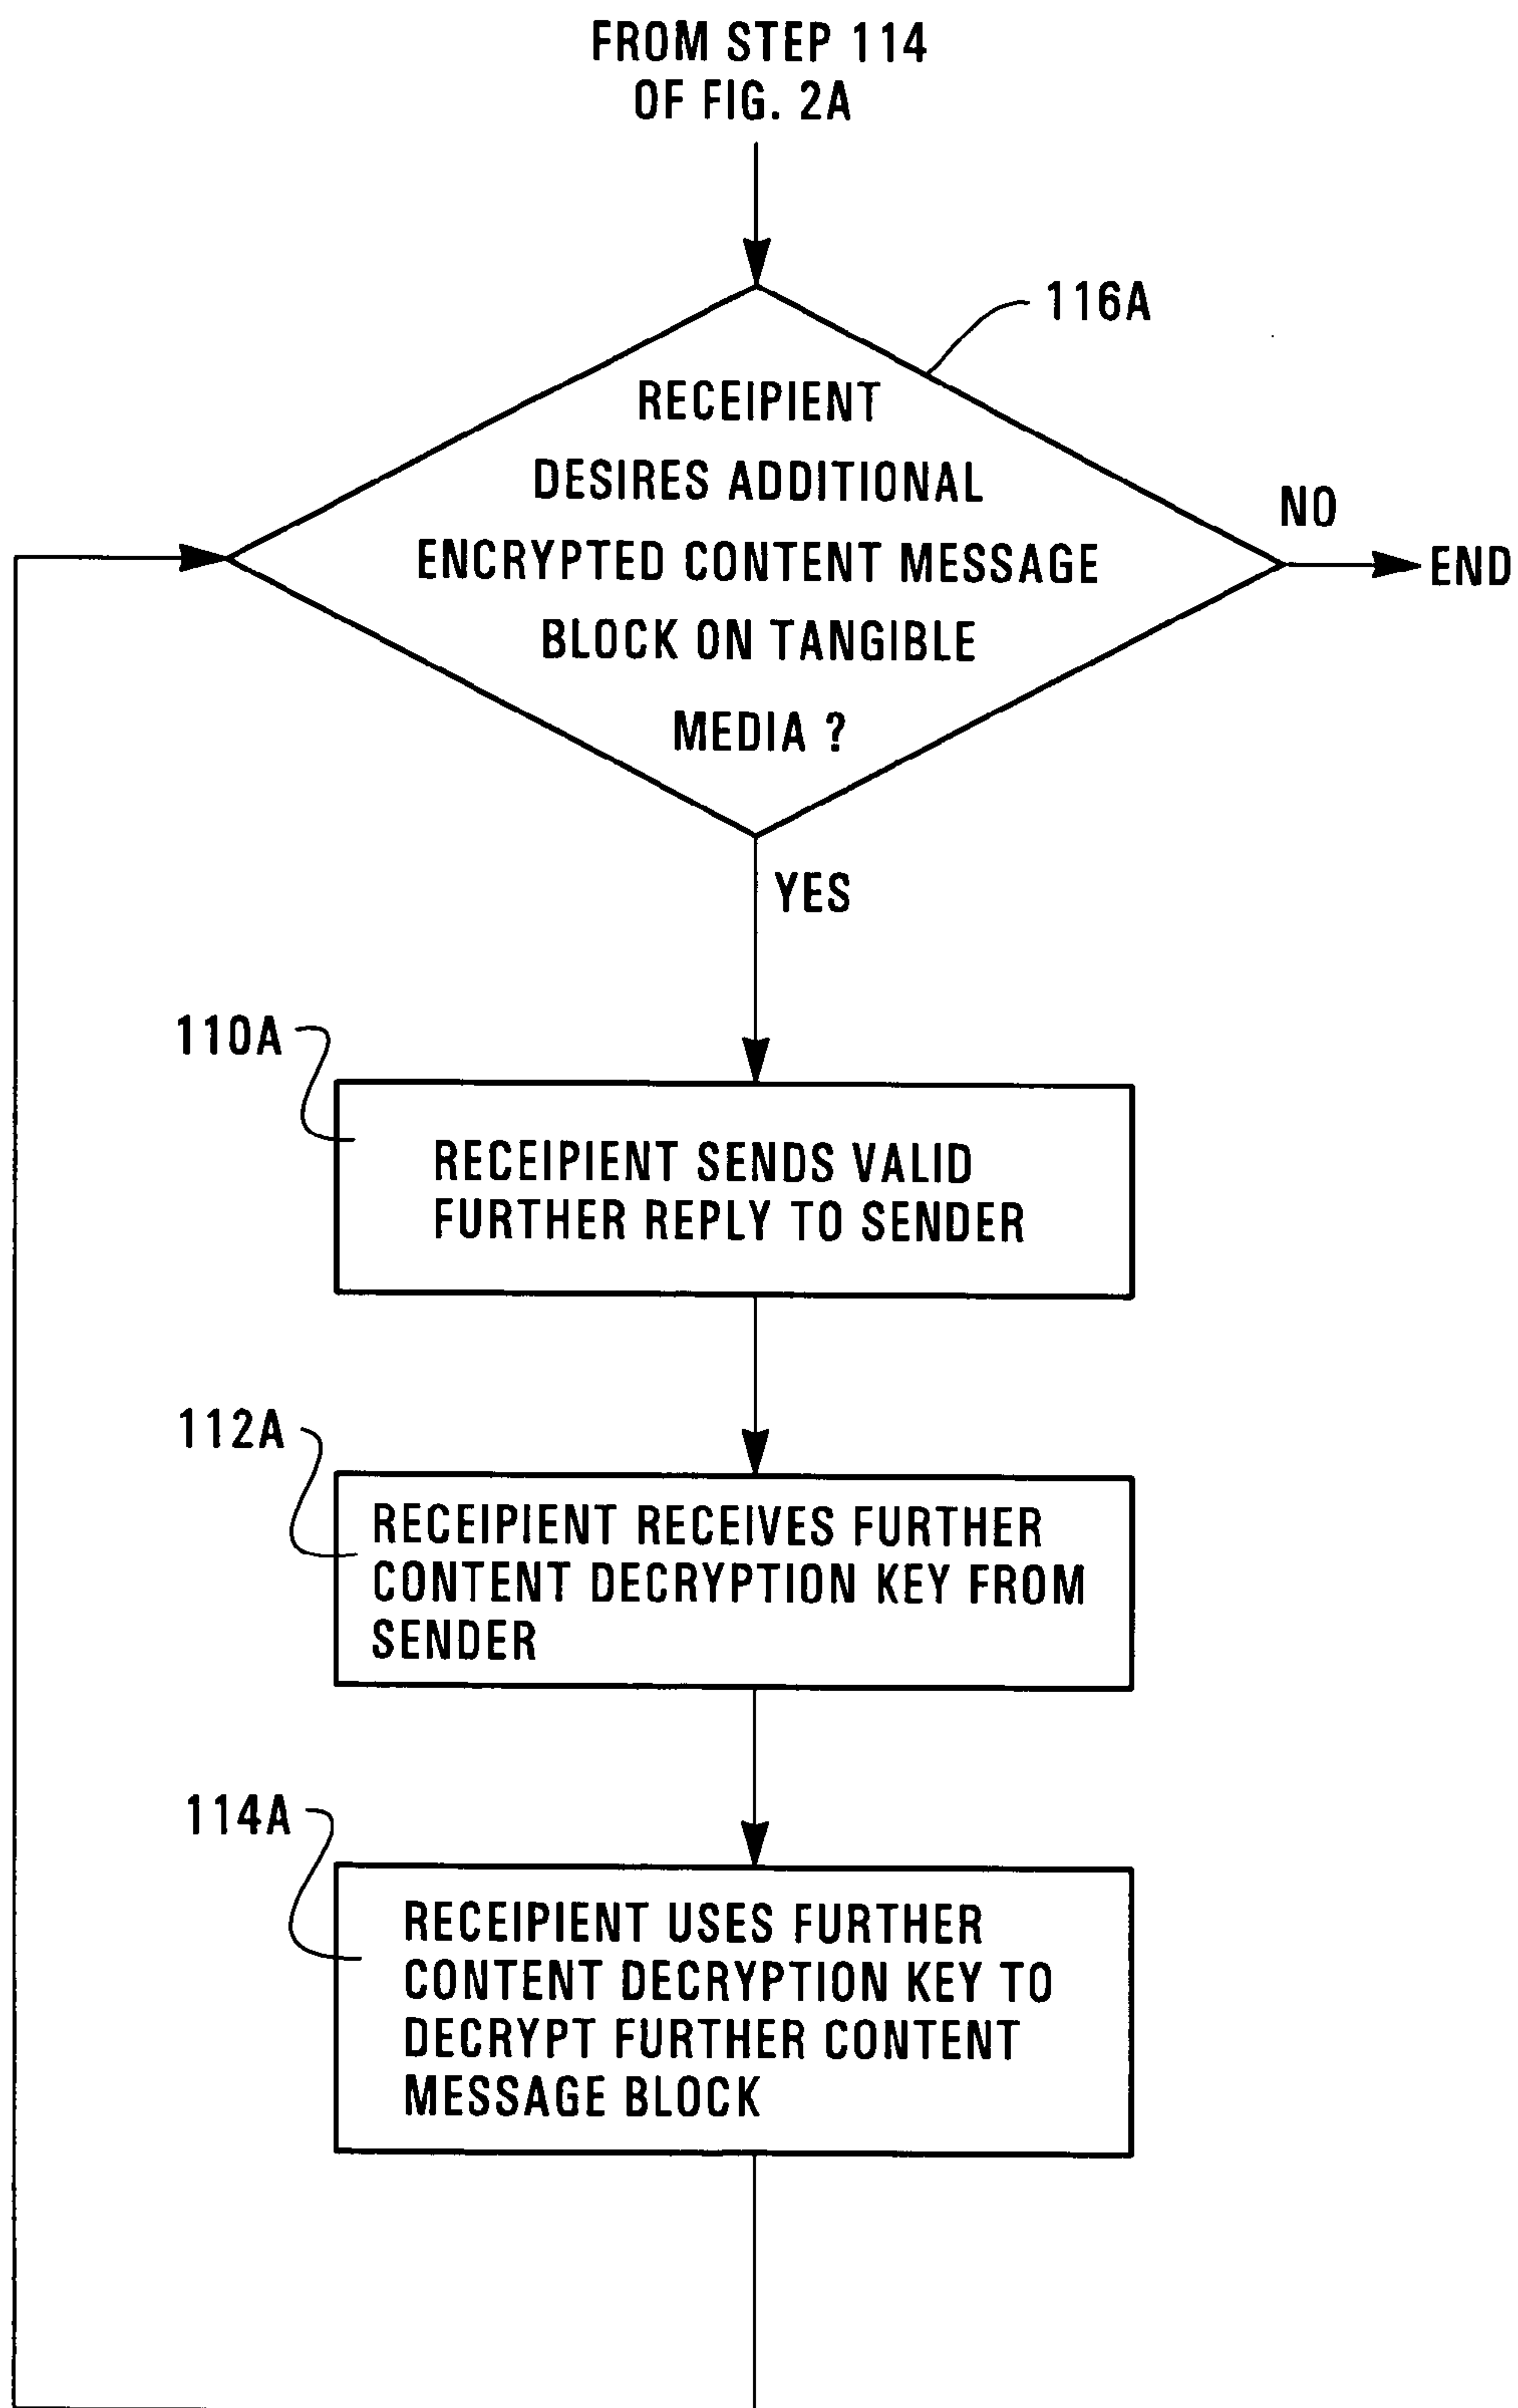 FROM STEP 114
OF FIG. 2A
116A
RECEIPIENT
DESIRES ADDITIONAL
ENCRYPTED CONTENT MESSAGE
BLOCK ON TANGIBLE
MEDIA ?
NO
END
YES
110A
RECEIPIENT SENDS VALID
FURTHER REPLY TO SENDER
112A
RECEIPIENT RECEIVES FURTHER
CONTENT DECRYPTION KEY FROM
SENDER
114A
RECEIPIENT USES FURTHER
CONTENT DECRYPTION KEY TO
DECRYPT FURTHER CONTENT
MESSAGE BLOCK